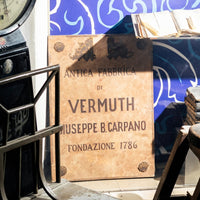 ANTICA FABBRICA
DI
VERMUTH
GIUSEPPE B. CARPANO
FONDAZIONE 1786